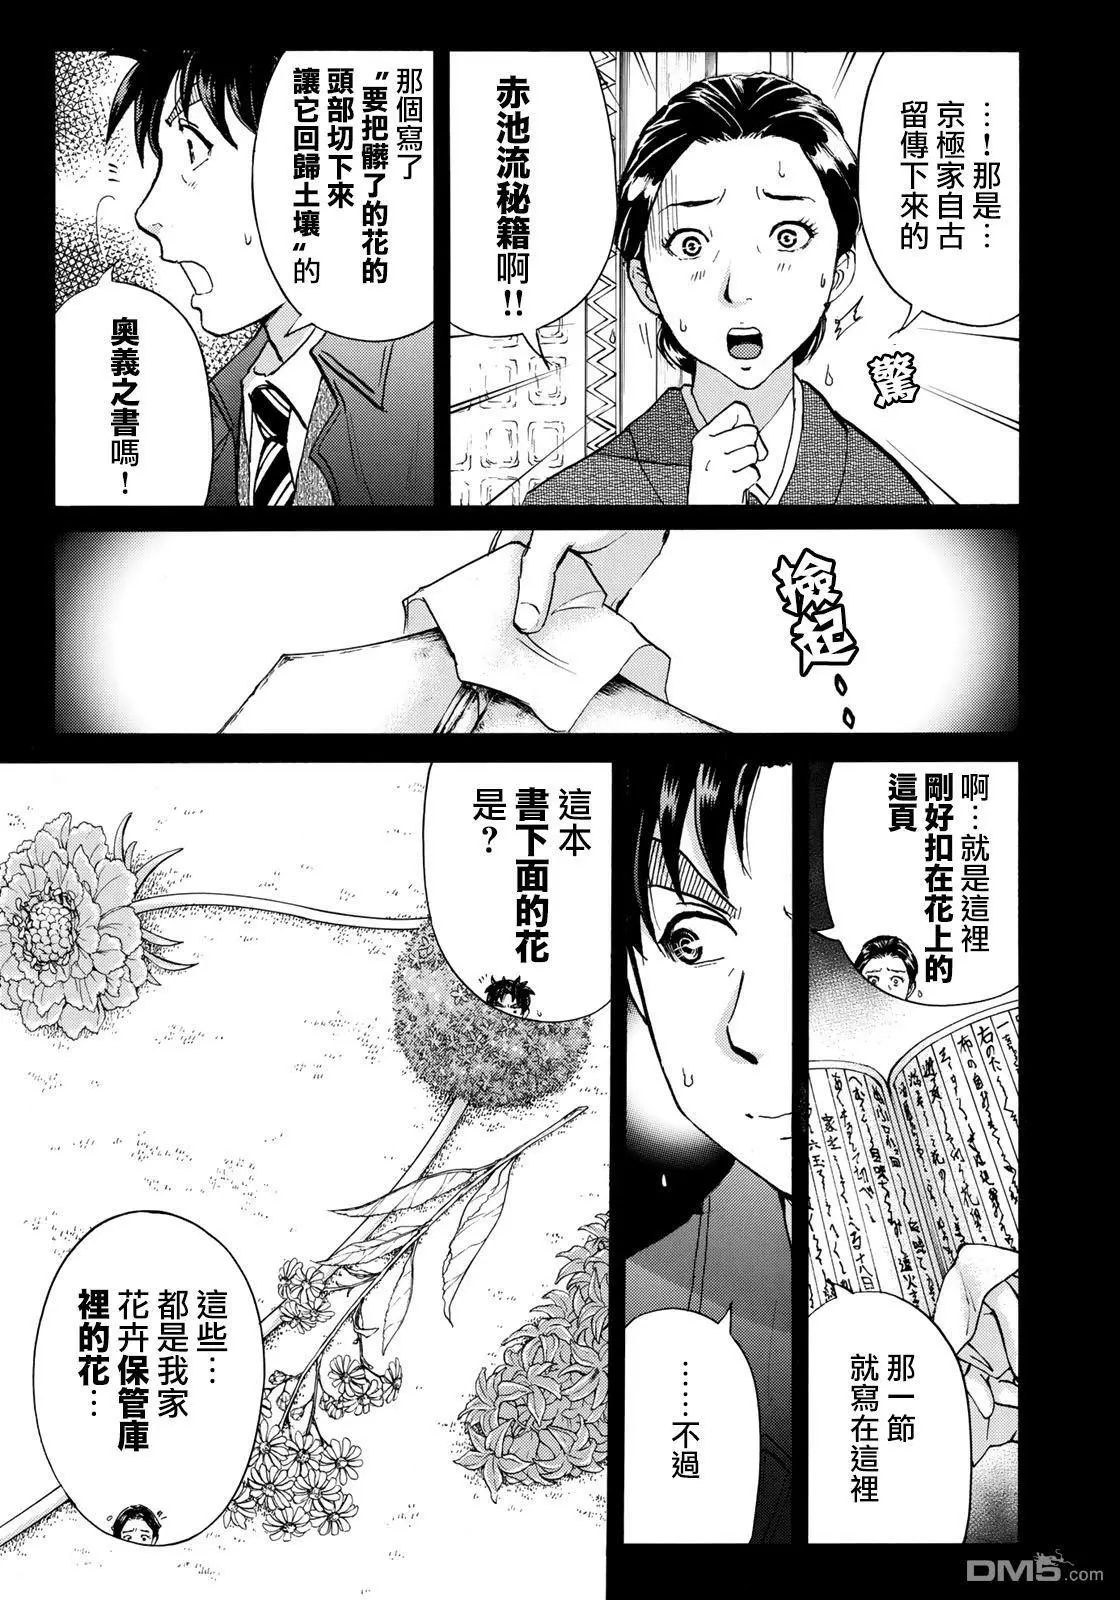 …！那是…
京極家自古
留傳下來的
赤池流秘籍啊!!
驚
那個寫了
“要把髒了的花的
頭部切下來
讓它回歸土壤”的
奧義之書嗎！
撿起…
啊…就是這裡
剛好扣在花上的
這頁
那一節
就寫在這裡
……不過
這本
書下面的花
是？
這些…
都是我家
花卉保管庫
裡的花…
DM5.com